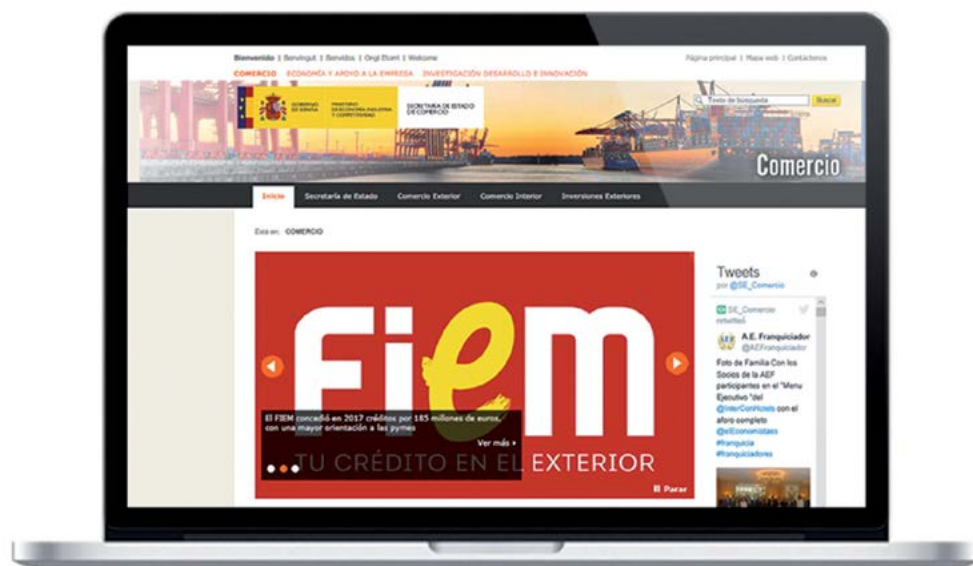 Bienvenido | Benvingut | Benvidos | Ongi Etorri | Welcome
Página principal | Mapa web | Contáctenos
COMERCIO ECONOMÍA Y APOYO A LA EMPRESA INVESTIGACIÓN DESARROLLO E INNOVACIÓN
GOBIERNO
DE ESPAÑA
MINISTERIO
DE ECONOMÍA, INDUSTRIA
Y COMPETITIVIDAD
SECRETARÍA DE ESTADO
DE COMERCIO
Texto de búsqueda
Buscar
Comercio
Inicio Secretaría de Estado Comercio Exterior Comercio Interior Inversiones Exteriores
Está en: COMERCIO
Fiem
El FIEM concedió en 2017 créditos por 185 millones de euros,
con una mayor orientación a las pymes
Ver más
TU CRÉDITO EN EL EXTERIOR
Parar
Tweets
por @SE_Comercio
SE_Comercio
retwitteó
A.E. Franquiciador
@AEFranquiciador
Foto de Familia Con los
Socios de la AEF
participantes en el "Menu
Ejecutivo "del
@InterConHotels con el
aforo completo
@elEconomistaes
#franquicia
#franquiciadores